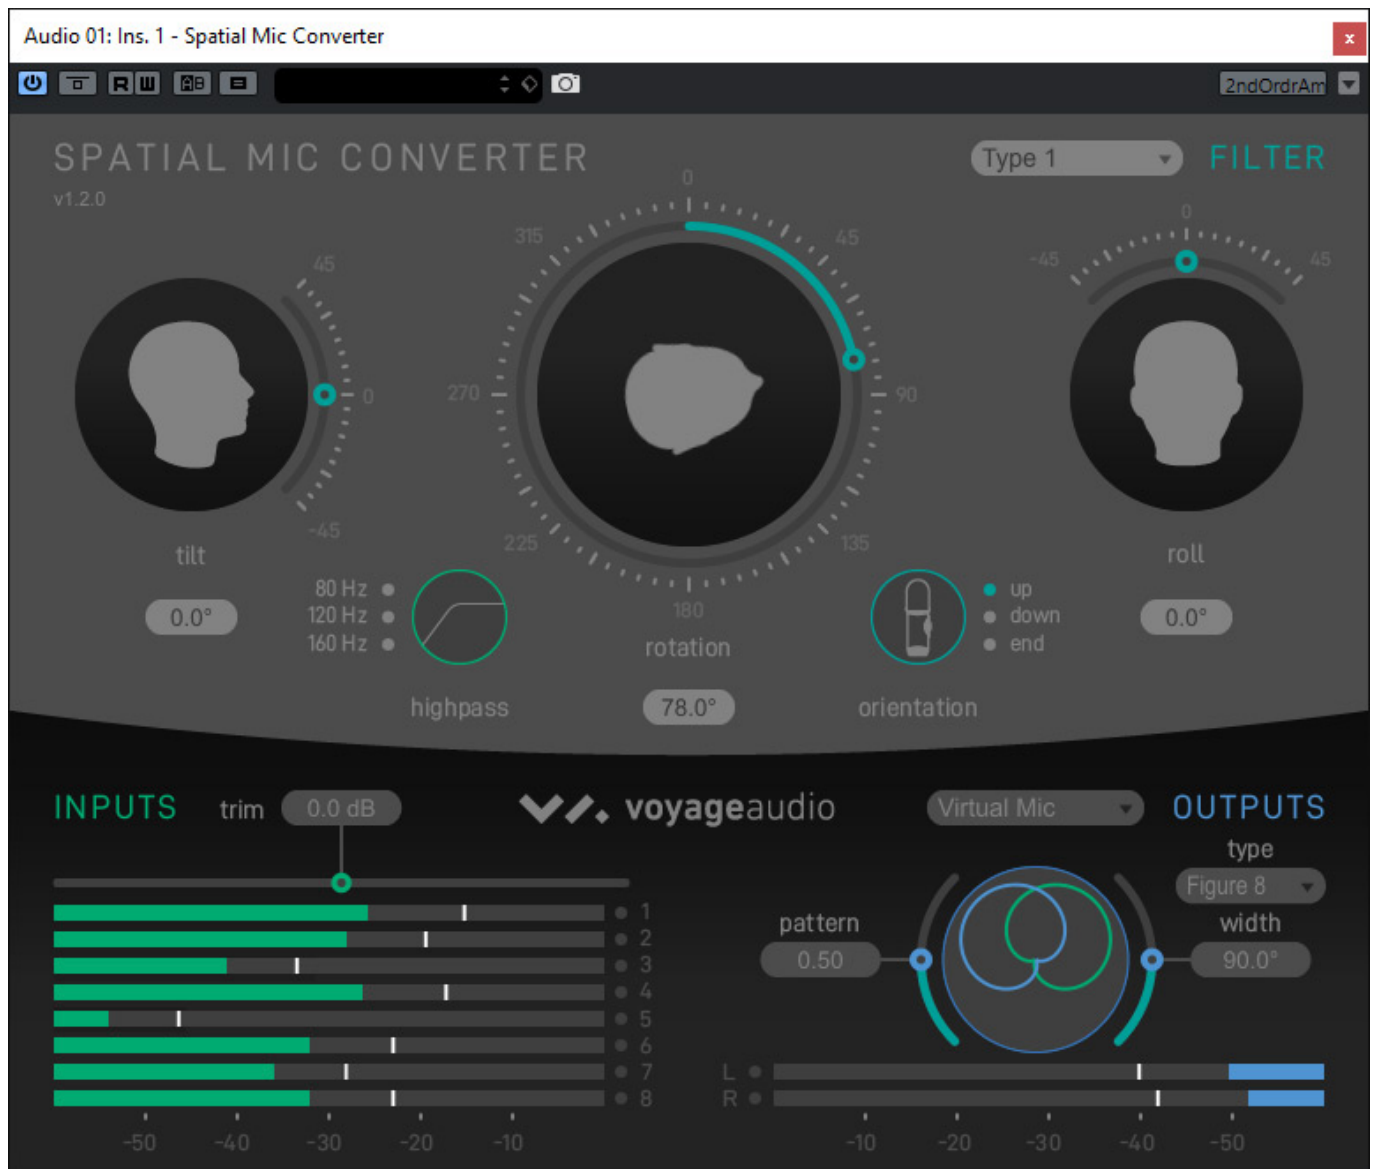 Audio 01: Ins. 1 - Spatial Mic Converter
x
R W A B 2ndOrdrAm
SPATIAL MIC CONVERTER
Type 1
FILTER
v1.2.0
0
45
90
135
180
225
270
315
45
0
-45
tilt
0.0°
-45
0
45
roll
0.0°
80 Hz
120 Hz
160 Hz
highpass
rotation
78.0°
up
down
end
orientation
INPUTS
trim
0.0 dB
voyageaudio
Virtual Mic
OUTPUTS
type
Figure 8
pattern
0.50
width
90.0°
1
2
3
4
5
6
7
8
-50 -40 -30 -20 -10
L
R
-10 -20 -30 -40 -50